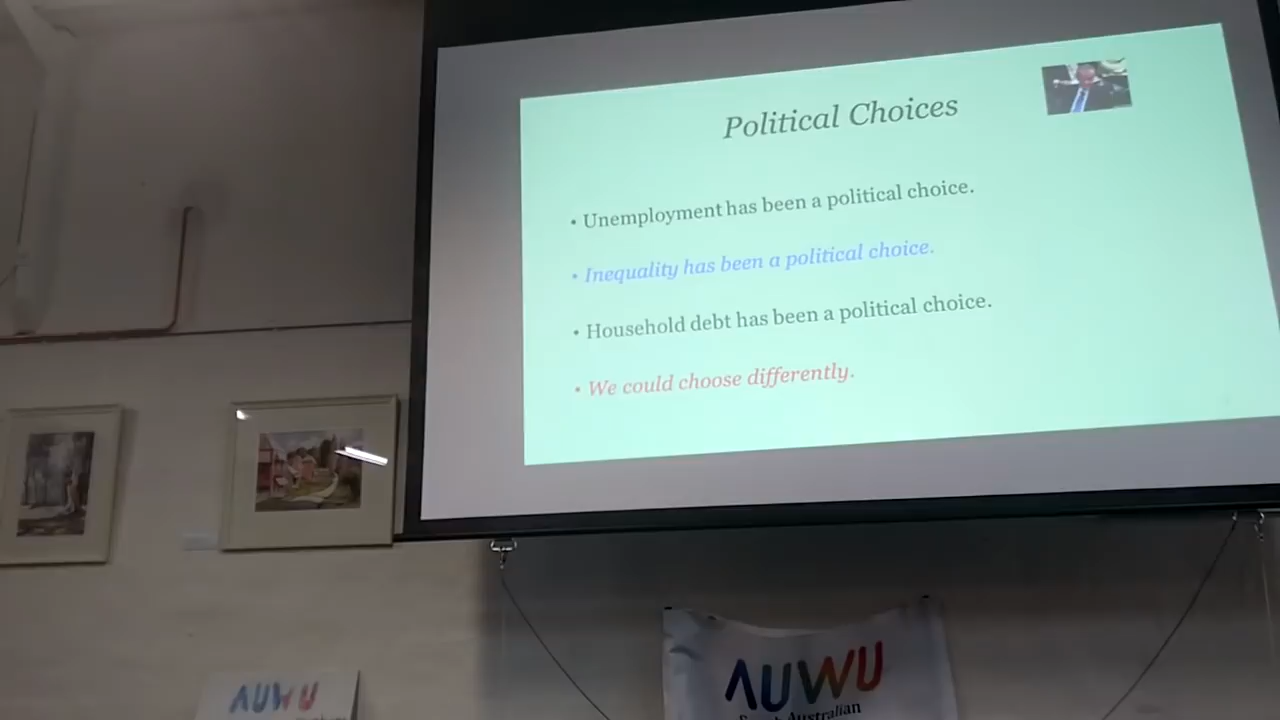 Political Choices
• Unemployment has been a political choice.
• Inequality has been a political choice.
• Household debt has been a political choice.
• We could choose differently.
AUWU
South Australian
AUWU